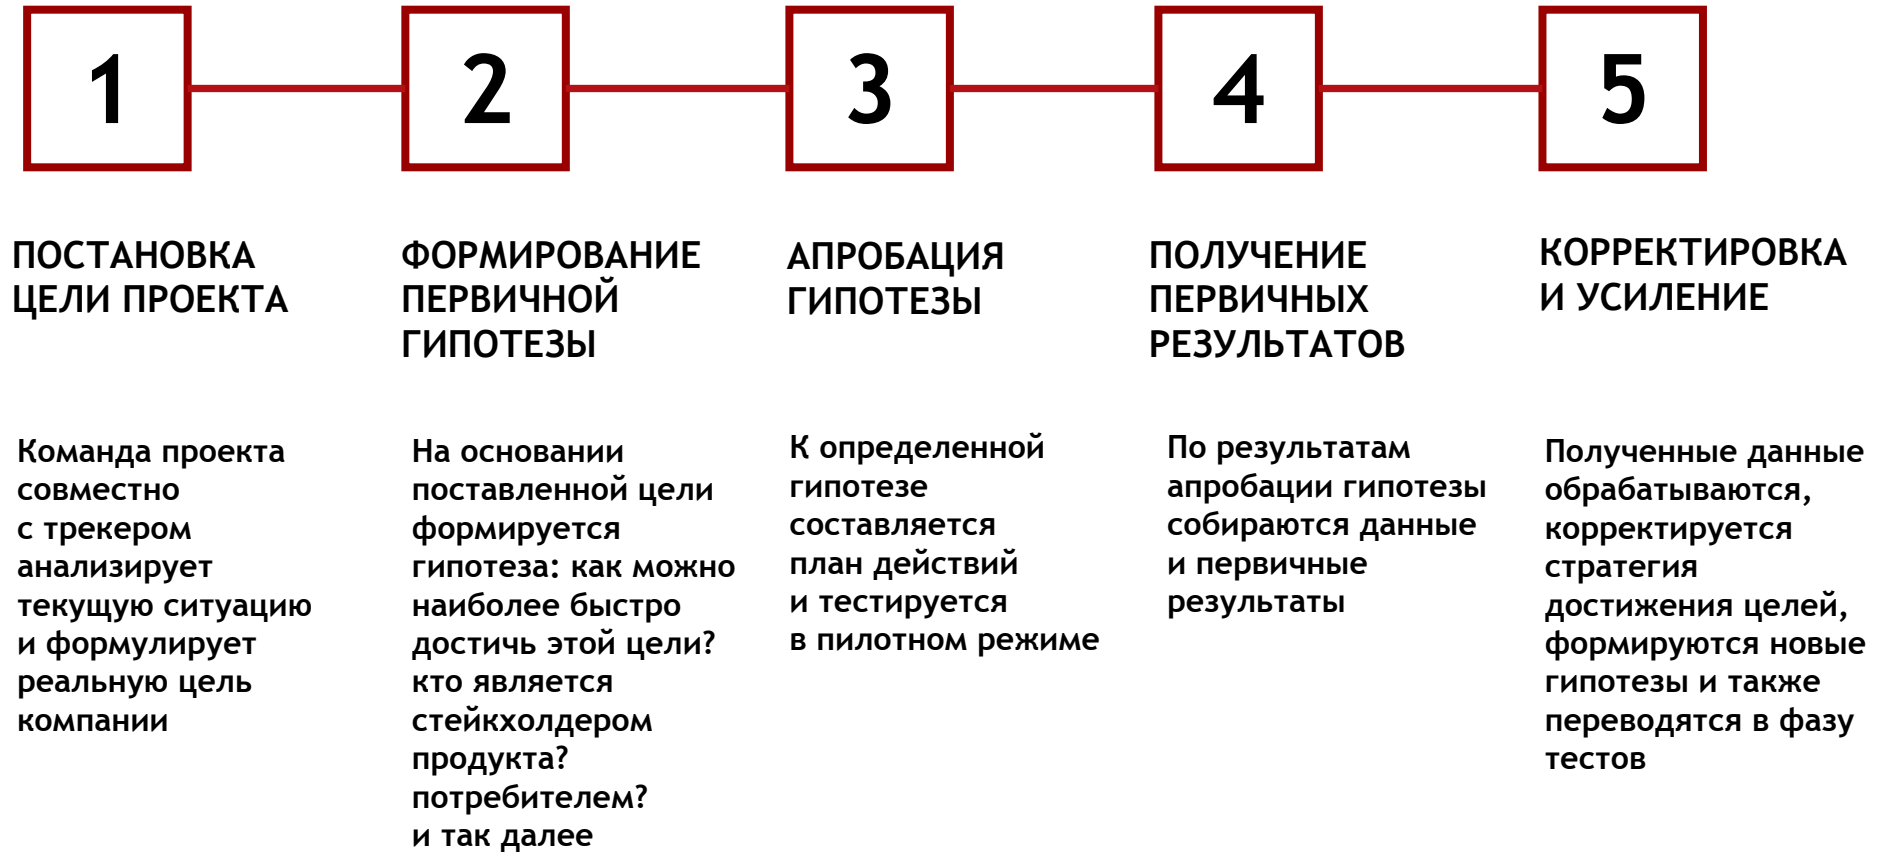 1
2
3
4
5
ПОСТАНОВКА
ЦЕЛИ ПРОЕКТА
ФОРМИРОВАНИЕ
ПЕРВИЧНОЙ
ГИПОТЕЗЫ
АПРОБАЦИЯ
ГИПОТЕЗЫ
ПОЛУЧЕНИЕ
ПЕРВИЧНЫХ
РЕЗУЛЬТАТОВ
КОРРЕКТИРОВКА
И УСИЛЕНИЕ
Команда проекта
совместно
с трекером
анализирует
текущую ситуацию
и формулирует
реальную цель
компании
На основании
поставленной цели
формируется
гипотеза: как можно
наиболее быстро
достичь этой цели?
кто является
стейкхолдером
продукта?
потребителем?
и так далее
К определенной
гипотезе
составляется
план действий
и тестируется
в пилотном режиме
По результатам
апробации гипотезы
собираются данные
и первичные
результаты
Полученные данные
обрабатываются,
корректируется
стратегия
достижения целей,
формируются новые
гипотезы и также
переводятся в фазу
тестов